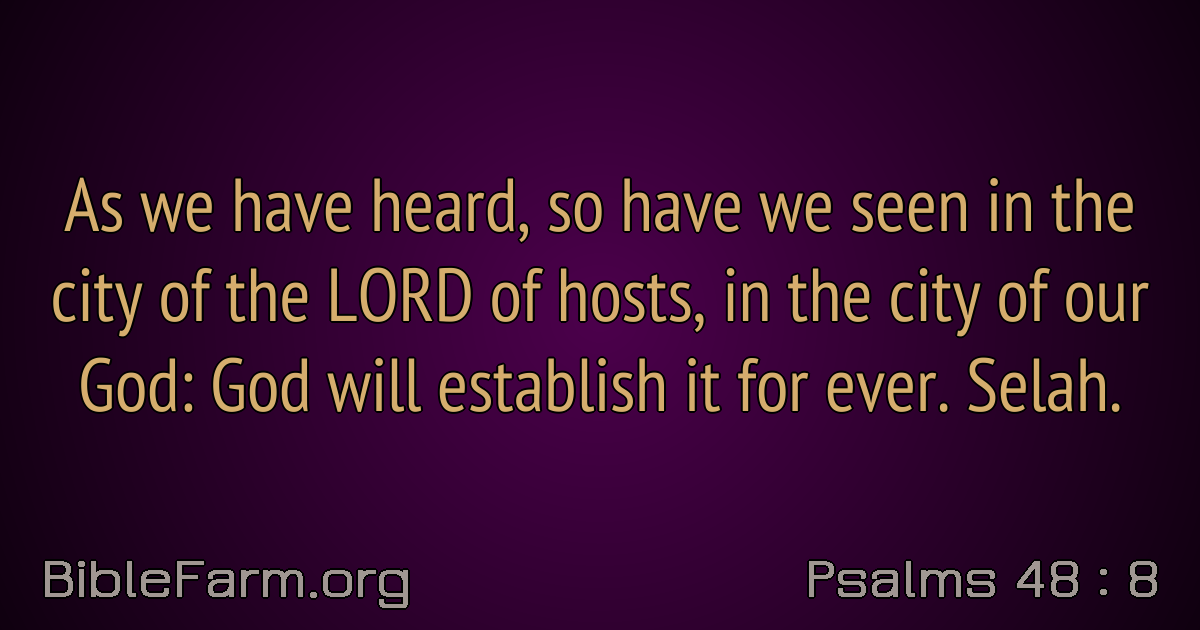 As we have heard, so have we seen in the
city of the LORD of hosts, in the city of our
God: God will establish it for ever. Selah.
BibleFarm.org
Psalms 48 : 8